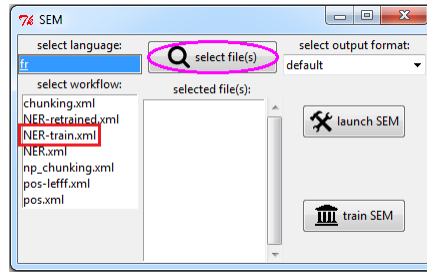 SEM
select language:
select file(s)
select output format:
fr
default
select workflow:
selected file(s):
chunking.xml
NER-retrained.xml
NER-train.xml
NER.xml
np_chunking.xml
pos-lefff.xml
pos.xml
launch SEM
train SEM